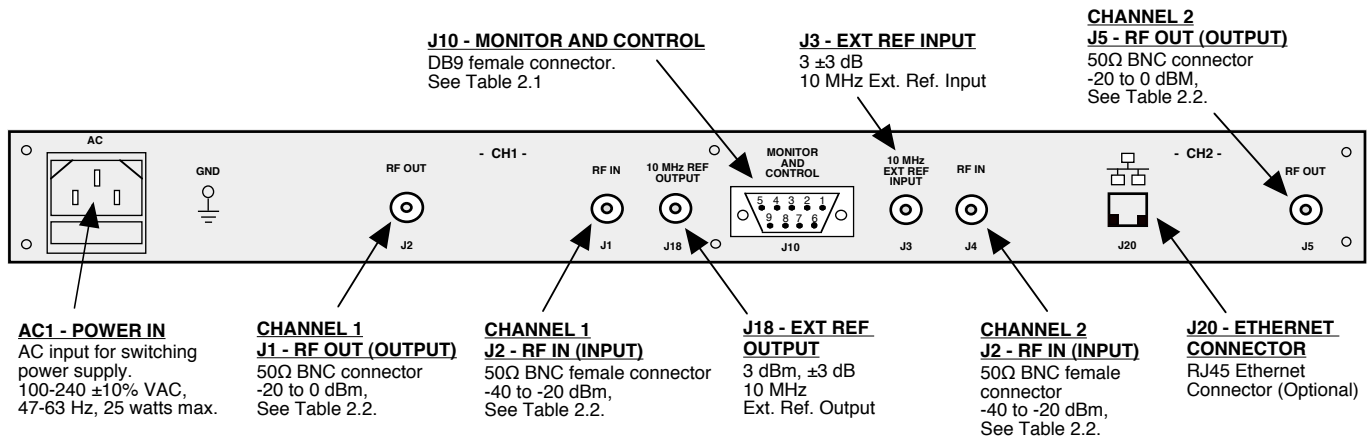 J10 - MONITOR AND CONTROL
DB9 female connector.
See Table 2.1
J3 - EXT REF INPUT
3 ±3 dB
10 MHz Ext. Ref. Input
CHANNEL 2
J5 - RF OUT (OUTPUT)
50Ω BNC connector
-20 to 0 dBM,
See Table 2.2.
AC
GND
RF OUT
J2
- CH1 -
RF IN
J1
10 MHz REF
OUTPUT
J18
MONITOR
AND
CONTROL
5 4 3 2 1
9 8 7 6
J10
10 MHz
EXT REF
INPUT
J3
RF IN
J4
J20
- CH2 -
RF OUT
J5
AC1 - POWER IN
AC input for switching
power supply.
100-240 ±10% VAC,
47-63 Hz, 25 watts max.
CHANNEL 1
J1 - RF OUT (OUTPUT)
50Ω BNC connector
-20 to 0 dBm,
See Table 2.2.
CHANNEL 1
J2 - RF IN (INPUT)
50Ω BNC female connector
-40 to -20 dBm,
See Table 2.2.
J18 - EXT REF
OUTPUT
3 dBm, ±3 dB
10 MHz
Ext. Ref. Output
CHANNEL 2
J2 - RF IN (INPUT)
50Ω BNC female
connector
-40 to -20 dBm,
See Table 2.2.
J20 - ETHERNET
CONNECTOR
RJ45 Ethernet
Connector (Optional)